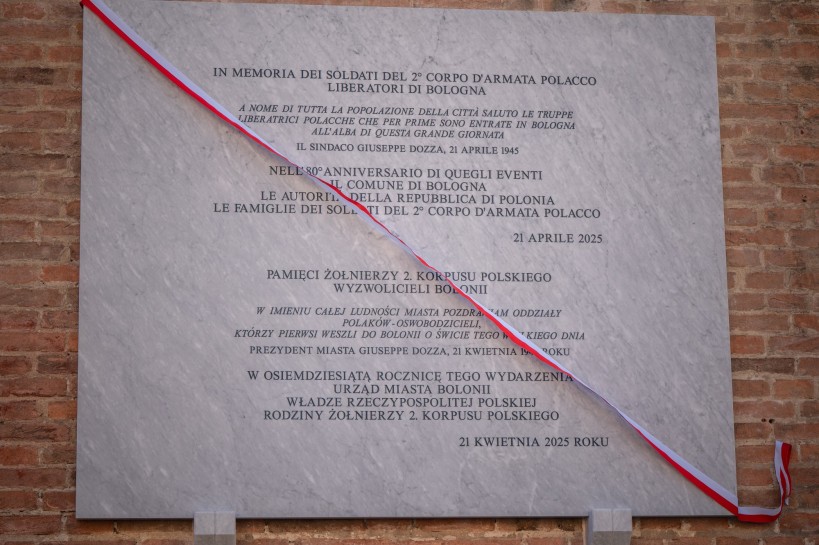 IN MEMORIA DEI SOLDATI DEL 2° CORPO D'ARMATA POLACCO
LIBERATORI DI BOLOGNA
A NOME DI TUTTA LA POPOLAZIONE DELLA CITTÀ SALUTO LE TRUPPE
LIBERATRICI POLACCHE CHE PER PRIME SONO ENTRATE IN BOLOGNA
ALL'ALBA DI QUESTA GRANDE GIORNATA
IL SINDACO GIUSEPPE DOZZA, 21 APRILE 1945
NELL'80° ANNIVERSARIO DI QUEGLI EVENTI
IL COMUNE DI BOLOGNA
LE DELLA REPUBBLICA DI POLONIA
LE FAMIGLIE DEI DEL 2° CORPO D'ARMATA POLACCO
21 APRILE 2025
PAMIĘCI ŻOŁNIERZY 2. KORPUSU POLSKIEGO
WYZWOLICIELI BOLONII
W IMIENIU CAŁEJ LUDNOŚCI MIASTA ODDZIAŁY
POLAKÓW-OSWOBODZICIELI,
KTÓRZY PIERWSI WESZLI DO BOLONII O ŚWICIE TEGO DNIA
PREZYDENT MIASTA GIUSEPPE DOZZA, 21 KWIETNIA ROKU
W OSIEMDZIESIĄTĄ ROCZNICĘ TEGO WYDARZENIA
URZĄD MIASTA BOLONII
WŁADZE RZECZYPOSPOLITEJ POLSKIEJ
RODZINY ŻOŁNIERZY 2. KORPUSU POLSKIEGO
21 KWIETNIA 2025 ROKU